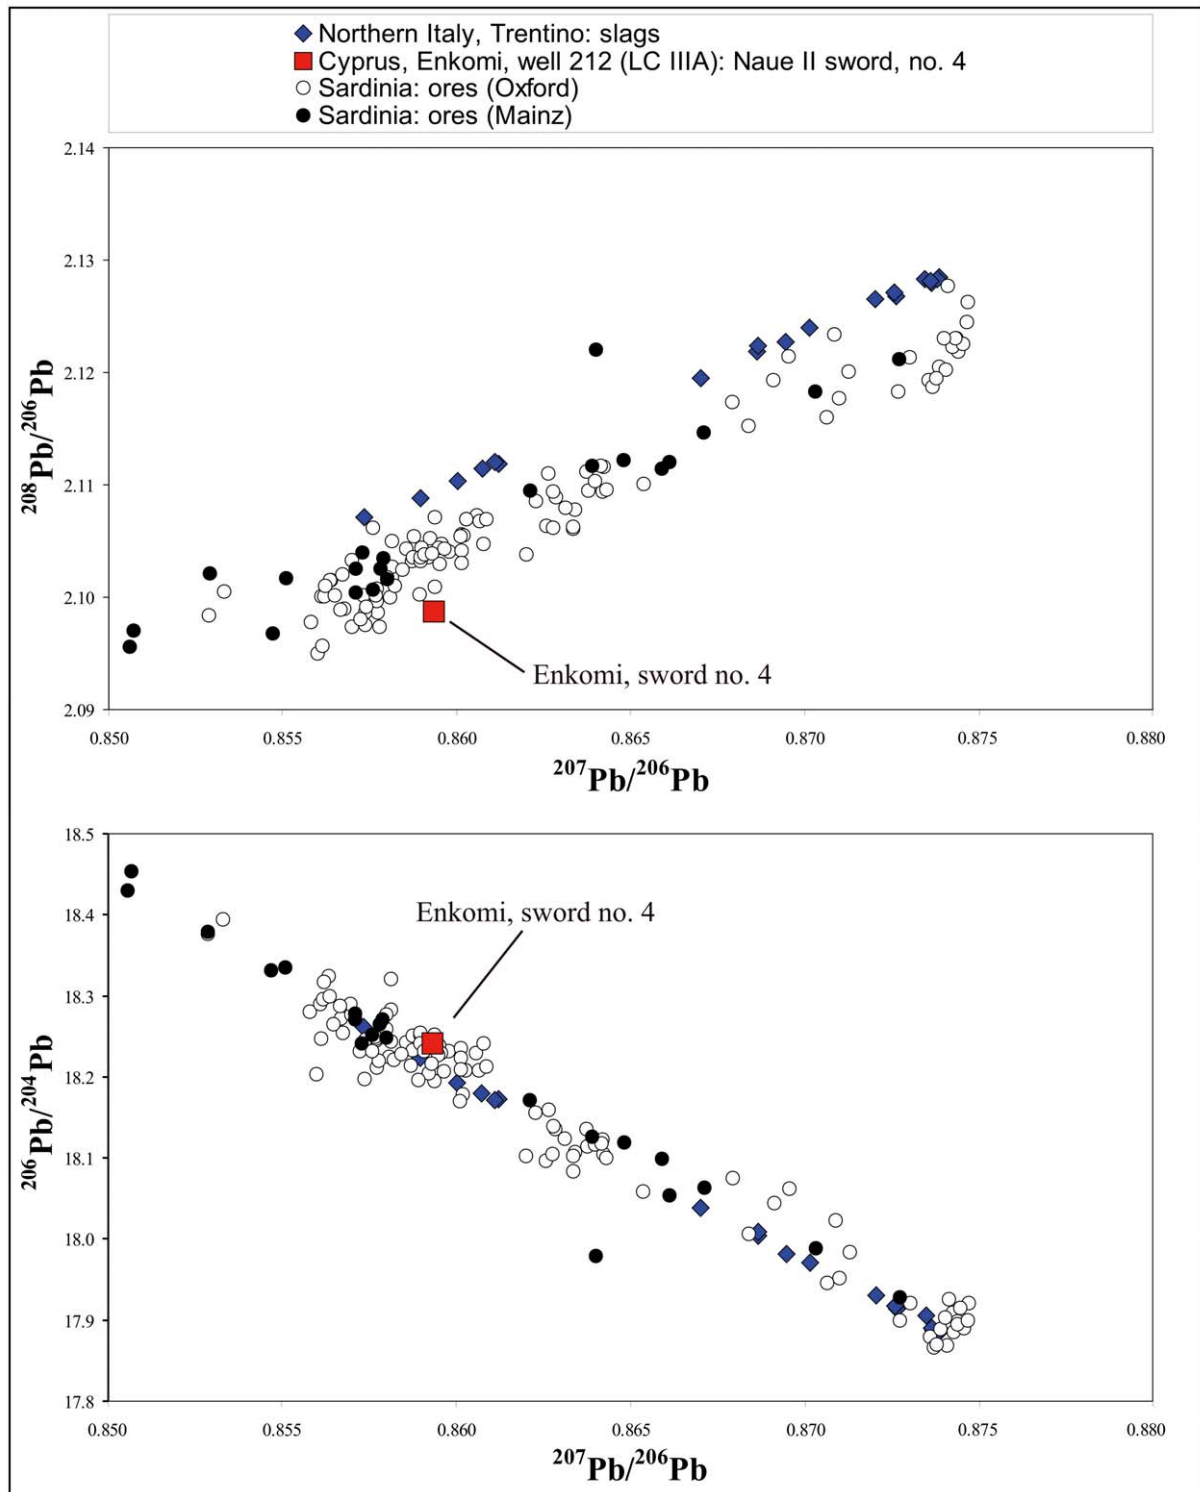 Northern Italy, Trentino: slags
Cyprus, Enkomi, well 212 (LC IIIA): Naue II sword, no. 4
Sardinia: ores (Oxford)
Sardinia: ores (Mainz)
2.14
2.13
2.12
2.11
2.10
2.09
²⁰⁸Pb/²⁰⁶Pb
Enkomi, sword no. 4
0.850 0.855 0.860 0.865 0.870 0.875 0.880
²⁰⁷Pb/²⁰⁶Pb
18.5
18.4
18.3
18.2
18.1
18.0
17.9
17.8
²⁰⁶Pb/²⁰⁴Pb
Enkomi, sword no. 4
0.850 0.855 0.860 0.865 0.870 0.875 0.880
²⁰⁷Pb/²⁰⁶Pb